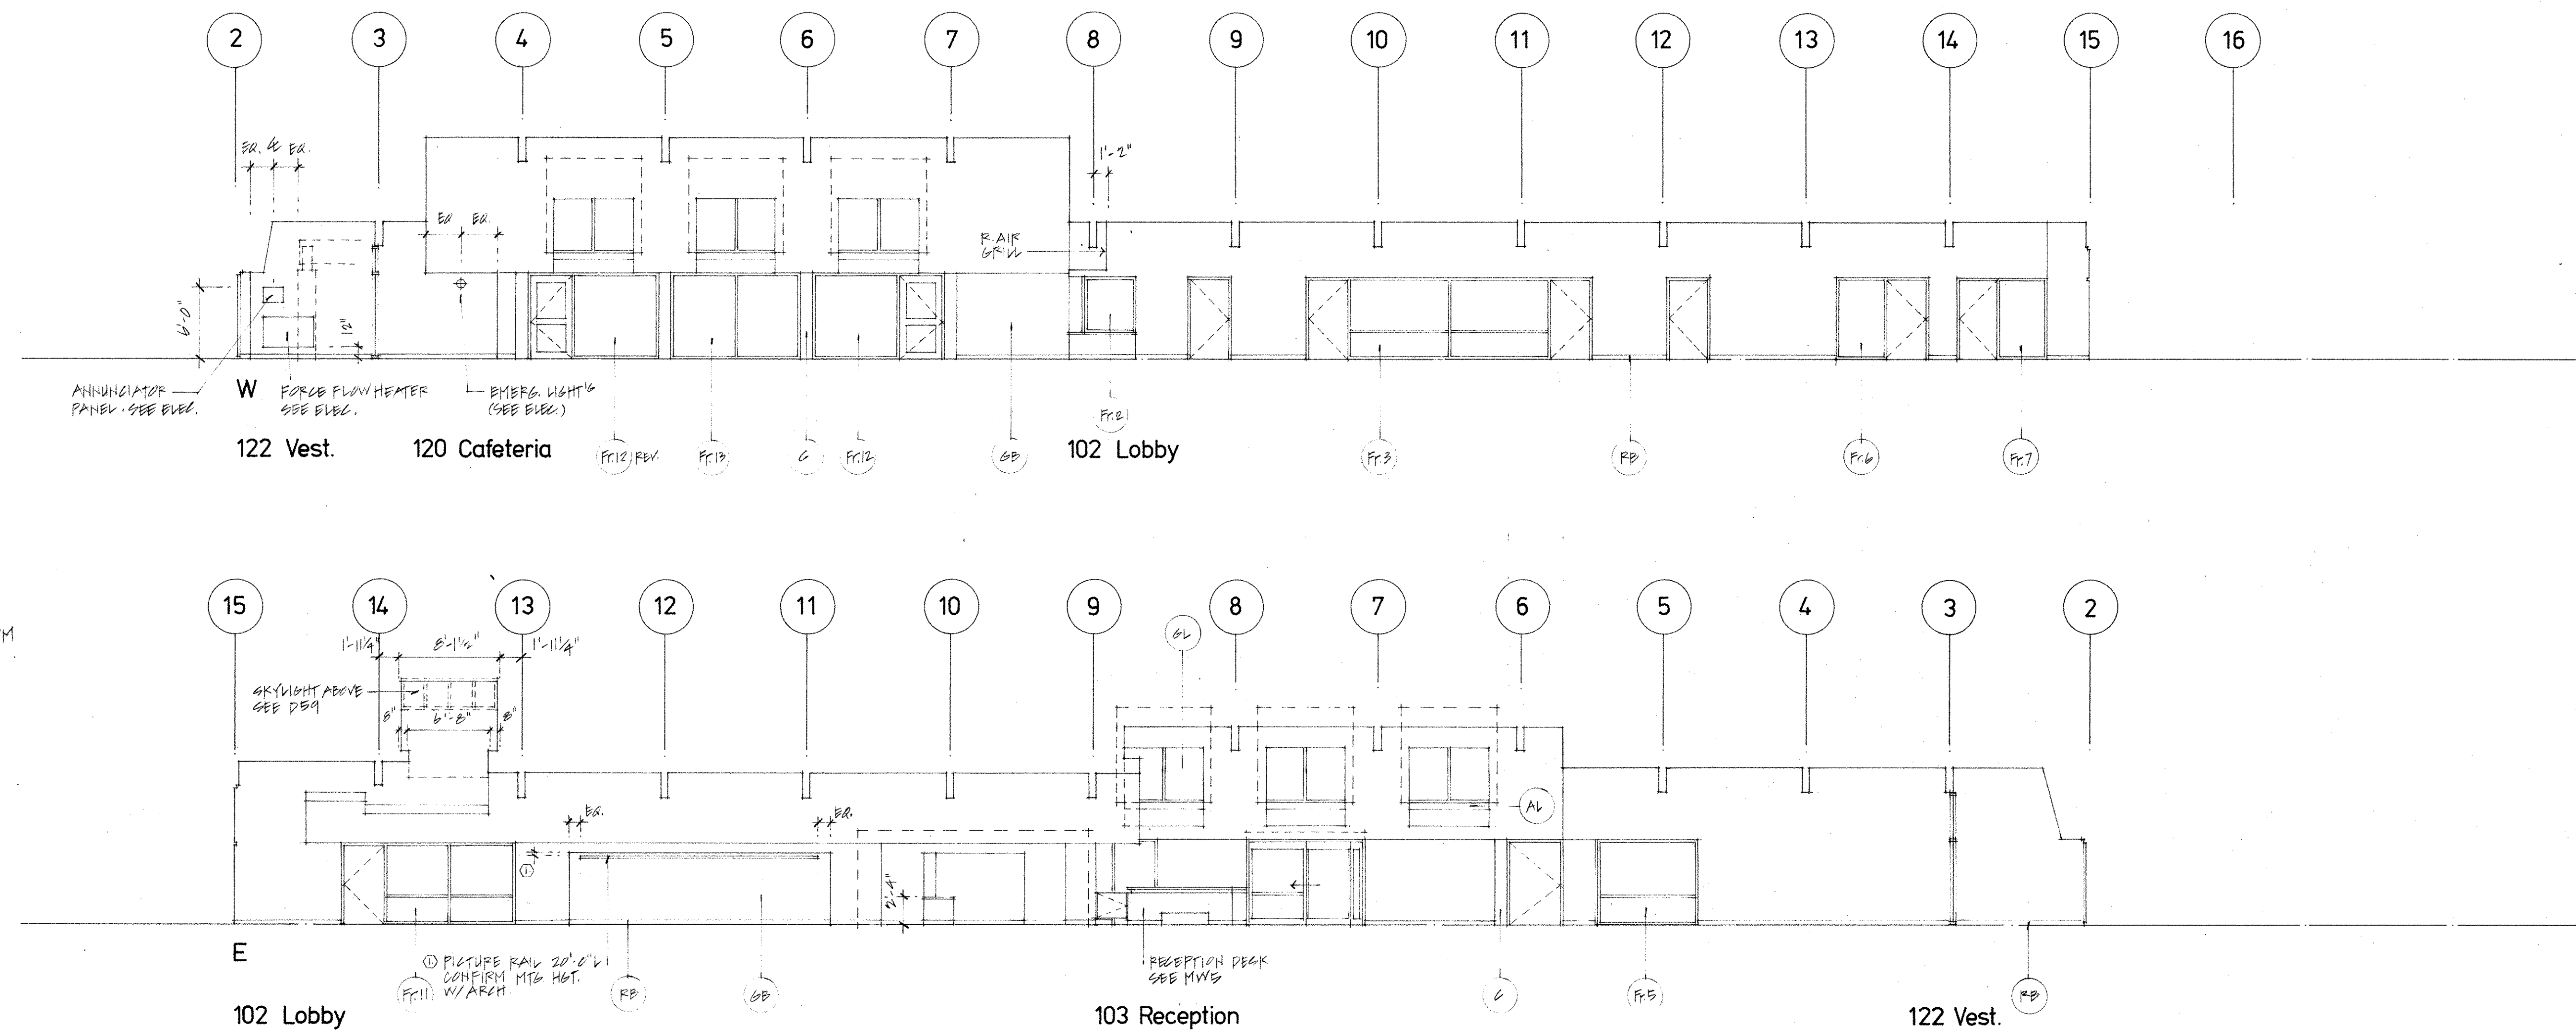 2 3 4 5 6 7 8 9 10 11 12 13 14 15 16
EQ. ℄ EQ.
1'-2"
EQ EQ.
R. AIR
GRILL
6'-0"
12"
ANNUNCIATOR
PANEL. SEE ELEC.
W
FORCE FLOW HEATER
SEE ELEC.
EMERG. LIGHT'G
(SEE ELEC.)
Fr.2
122 Vest.
120 Cafeteria
Fr.12 REV.
Fr.13
C
Fr.12
GB
102 Lobby
Fr.3
RB
Fr.6
Fr.7
15 14 13 12 11 10 9 8 7 6 5 4 3 2
M
GL
1'-11¼" 8'-1½" 1'-11¼"
SKYLIGHT ABOVE
SEE D59
8" 6'-8" 8"
EQ. EQ.
AL
1
2'-4"
E
1 PICTURE RAIL 20'-0" L
CONFIRM MTG HGT.
W/ ARCH.
RECEPTION DESK
SEE MW5
Fr.11
RB
GB
C
Fr.5
RB
102 Lobby
103 Reception
122 Vest.